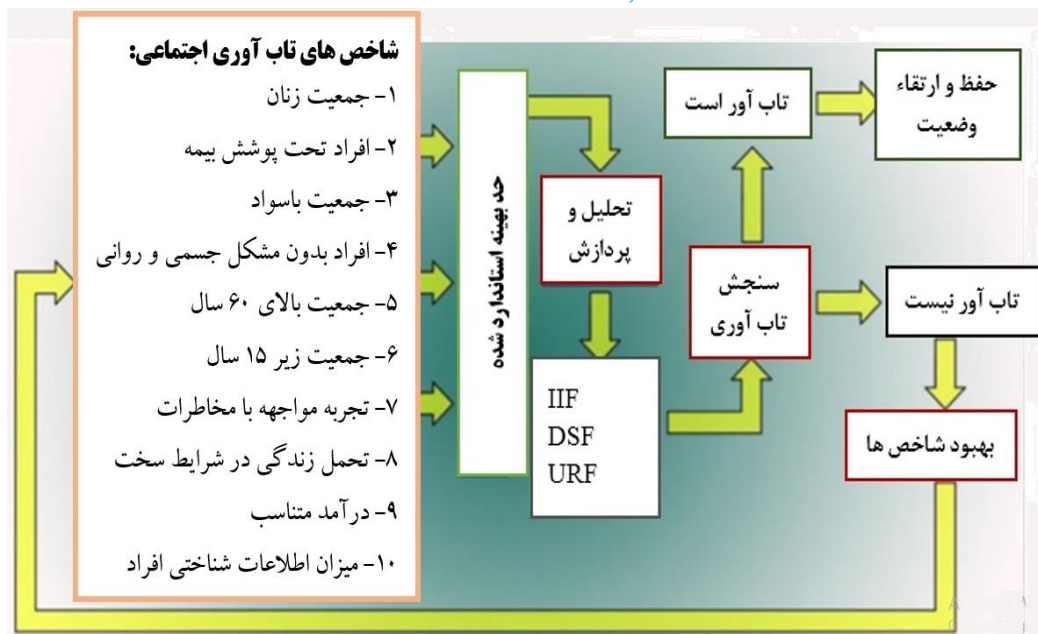 شاخص های تاب آوری اجتماعی:
۱- جمعیت زنان
۲- افراد تحت پوشش بیمه
۳- جمعیت باسواد
۴- افراد بدون مشکل جسمی و روانی
۵- جمعیت بالای ۶۰ سال
۶- جمعیت زیر ۱۵ سال
۷- تجربه مواجهه با مخاطرات
۸- تحمل زندگی در شرایط سخت
۹- درآمد متناسب
۱۰- میزان اطلاعات شناختی افراد
حد بهینه استاندارد شده
تحلیل و
پردازش
IIF
DSF
URF
سنجش
تاب آوری
تاب آور است
حفظ و ارتقاء
وضعیت
تاب آور نیست
بهبود شاخص ها